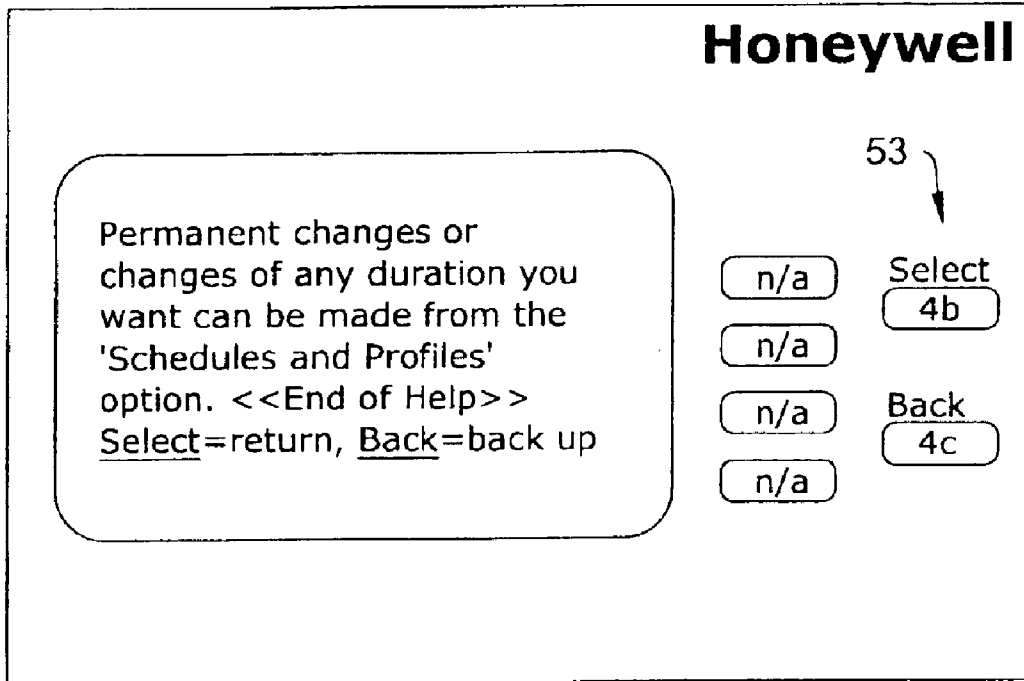 Honeywell
53
Permanent changes or
changes of any duration you
want can be made from the
'Schedules and Profiles'
option. <<End of Help>>
Select=return, Back=back up
n/a
n/a
n/a
n/a
Select
4b
Back
4c